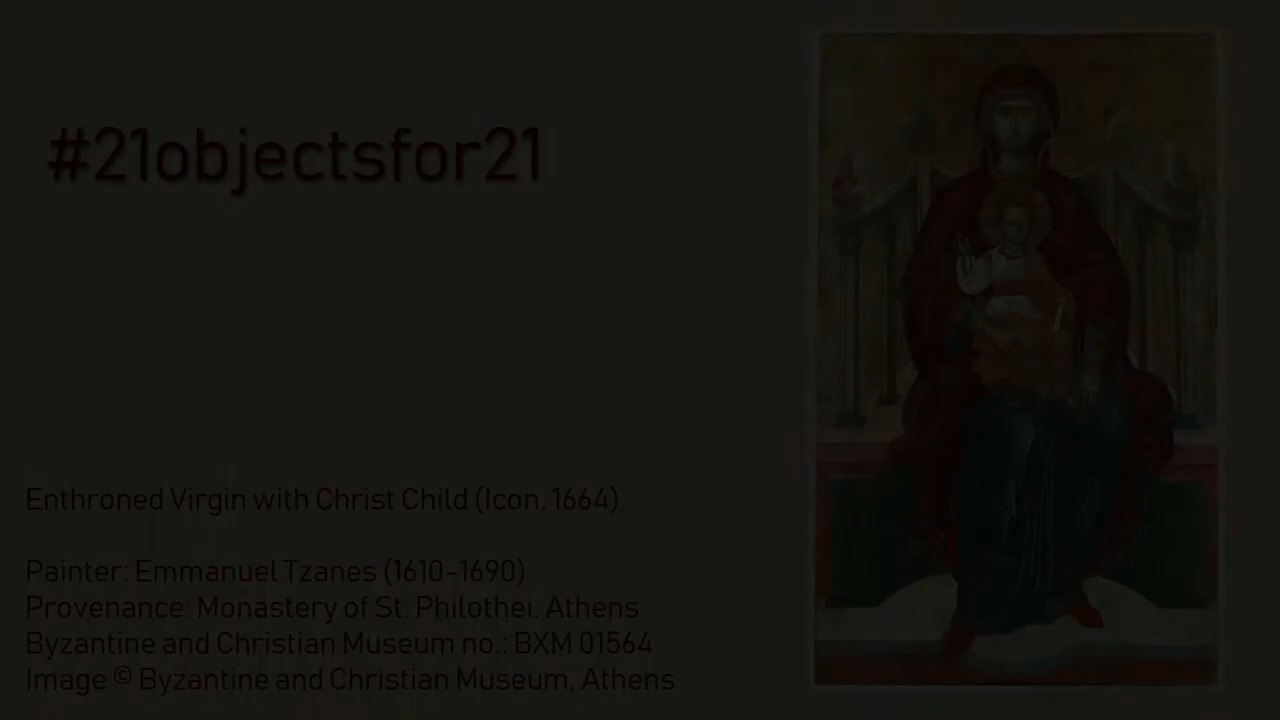 #21objectsfor21
Enthroned Virgin with Christ Child (Icon, 1664)
Painter: Emmanuel Tzanes (1610-1690)
Provenance: Monastery of St. Philothei, Athens
Byzantine and Christian Museum no.: BXM 01564
Image © Byzantine and Christian Museum, Athens